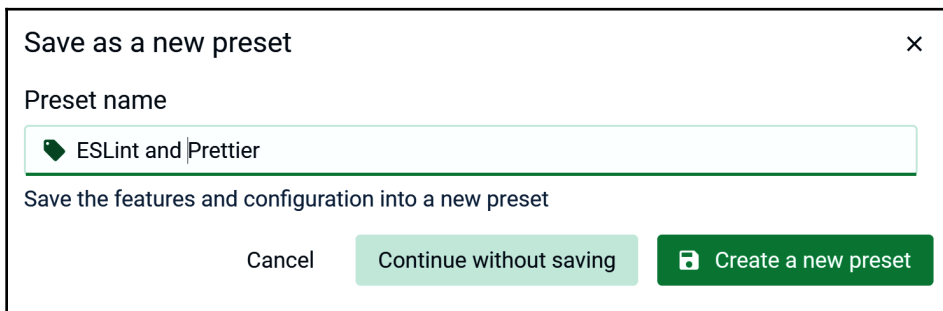 Save as a new preset
Preset name
ESLint and Prettier
Save the features and configuration into a new preset
Cancel Continue without saving Create a new preset